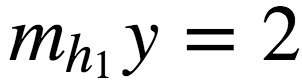 m_{h_1} y = 2